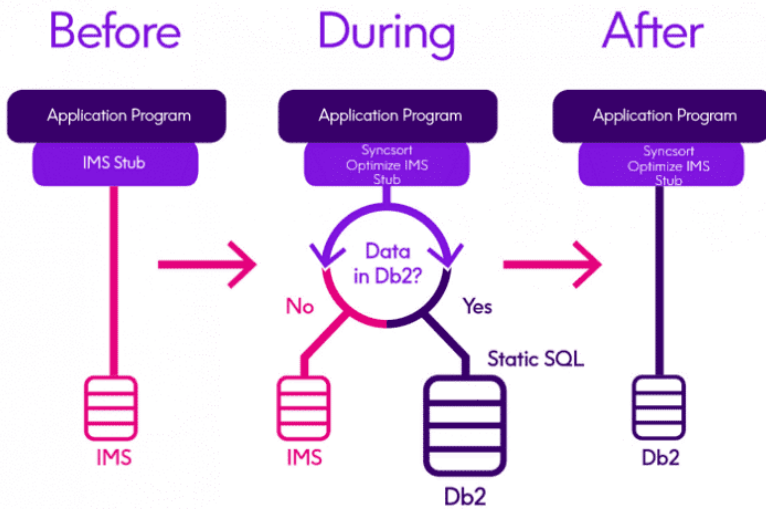 Before
During
After
Application Program
IMS Stub
IMS
Application Program
Syncsort
Optimize IMS
Stub
Data
in Db2?
No
Yes
Static SQL
IMS
Db2
Application Program
Syncsort
Optimize IMS
Stub
Db2